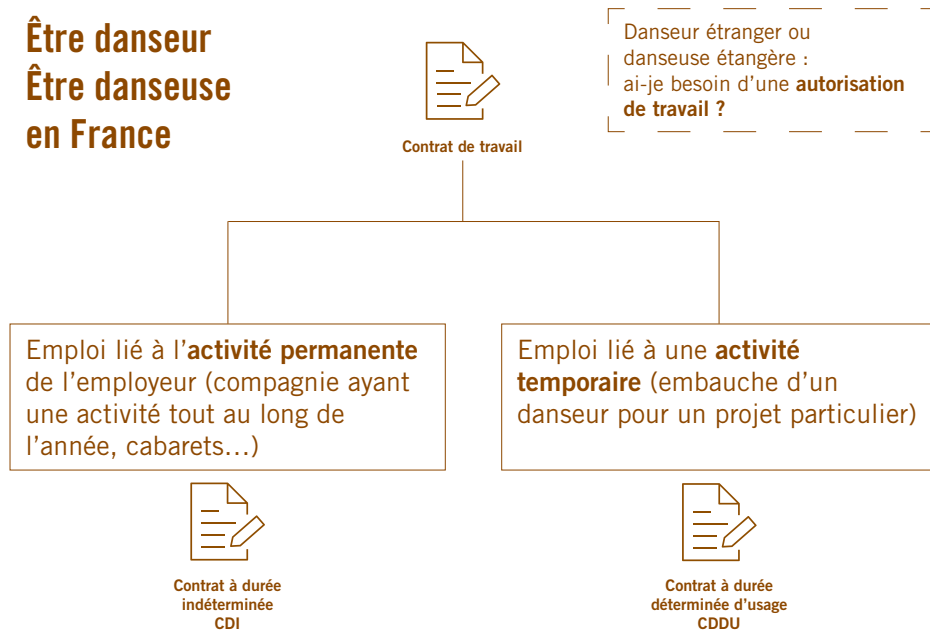 Être danseur
Être danseuse
en France
Contrat de travail
Danseur étranger ou
danseuse étangère :
ai-je besoin d'une autorisation
de travail ?
Emploi lié à l'activité permanente
de l'employeur (compagnie ayant
une activité tout au long de
l'année, cabarets…)
Contrat à durée
indéterminée
CDI
Emploi lié à une activité
temporaire (embauche d'un
danseur pour un projet particulier)
Contrat à durée
déterminée d'usage
CDDU